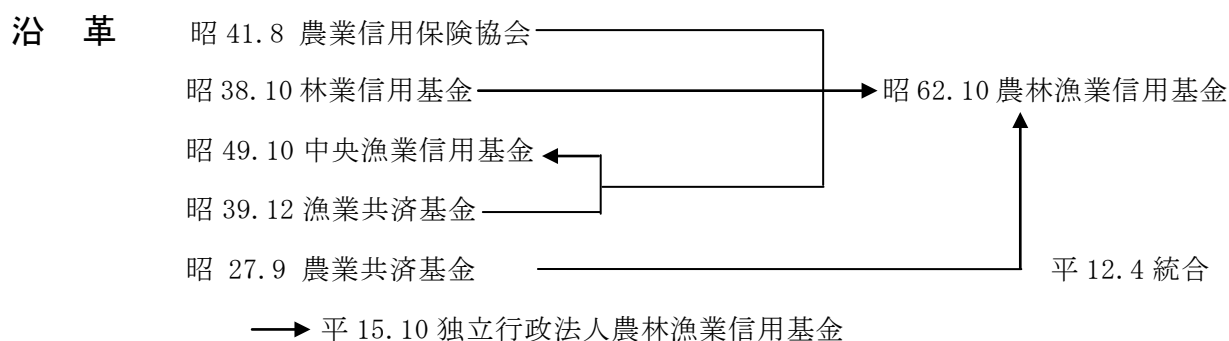 沿 革
昭 41.8 農業信用保険協会
昭 38.10 林業信用基金
昭 62.10 農林漁業信用基金
昭 49.10 中央漁業信用基金
昭 39.12 漁業共済基金
昭 27.9 農業共済基金
平 12.4 統合
平 15.10 独立行政法人農林漁業信用基金